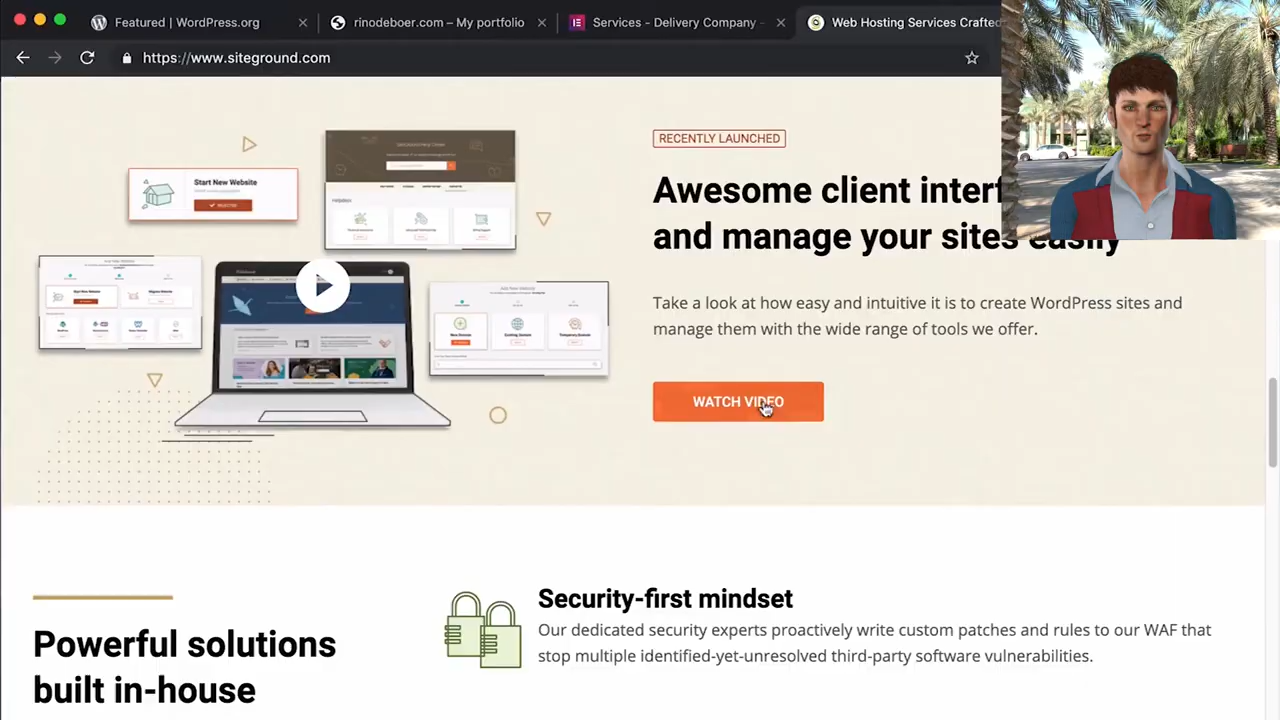 Featured | WordPress.org
rinodeboer.com – My portfolio
Services - Delivery Company -
Web Hosting Services Crafted
https://www.siteground.com
RECENTLY LAUNCHED
Awesome client interf
and manage your sites easily
Take a look at how easy and intuitive it is to create WordPress sites and
manage them with the wide range of tools we offer.
WATCH VIDEO
Start New Website
Security-first mindset
Our dedicated security experts proactively write custom patches and rules to our WAF that
stop multiple identified-yet-unresolved third-party software vulnerabilities.
Powerful solutions
built in-house